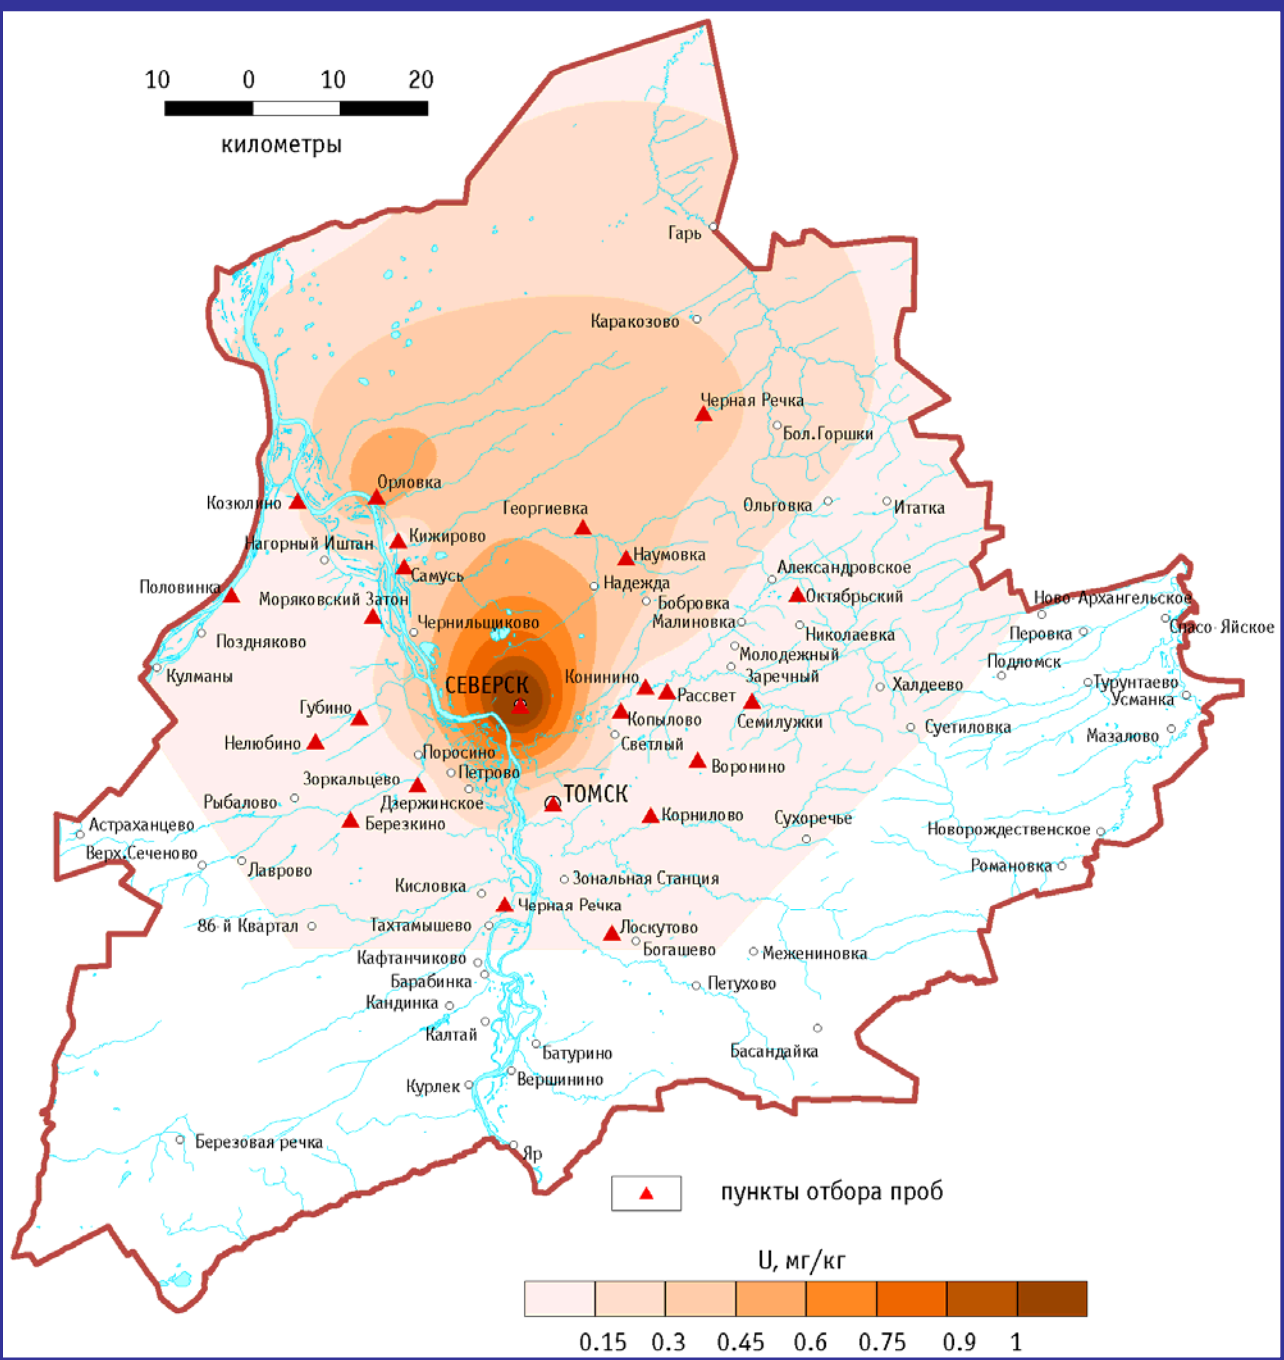 10 0 10 20
километры
Гарь
Каракозово
Черная Речка
Бол.Горшки
Орловка
Козюлино
Георгиевка
Ольговка
Итатка
Кижирово
Нагорный Иштан
Наумовка
Самусь
Александровское
Надежда
Половинка
Моряковский Затон
Октябрьский
Ново-Архангельское
Бобровка
Чернильщиково
Малиновка
Спасо-Яйское
Николаевка
Перовка
Поздняково
Молодежный
Подломск
Кулманы
СЕВЕРСК
Конинино
Заречный
Халдеево
Турунтаево
Рассвет
Усманка
Губино
Копылово
Семилужки
Суетиловка
Мазалово
Нелюбино
Светлый
Поросино
Воронино
Петрово
Зоркальцево
ТОМСК
Рыбалово
Дзержинское
Астраханцево
Березкино
Корнилово
Сухоречье
Новорождественское
Верх.Сеченово
Лаврово
Романовка
Кисловка
Зональная Станция
Черная Речка
86-й Квартал
Тахтамышево
Лоскутово
Богашево
Кафтанчиково
Межениновка
Барабинка
Петухово
Кандинка
Калтай
Батурино
Басандайка
Курлек
Вершинино
Березовая речка
Яр
пункты отбора проб
U, мг/кг
0.15 0.3 0.45 0.6 0.75 0.9 1